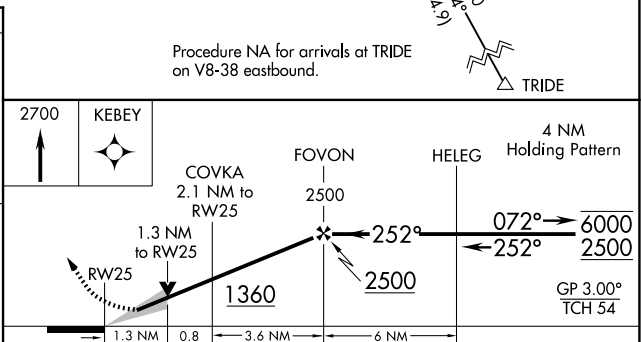 4.9)
Procedure NA for arrivals at TRIDE
on V8-38 eastbound.
TRIDE
2700
KEBEY
4 NM
Holding Pattern
FOVON
HELEG
COVKA
2.1 NM to
RW25
2500
1.3 NM
to RW25
072°
6000
252°
252°
2500
RW25
2500
1360
GP 3.00°
TCH 54
1.3 NM
0.8
3.6 NM
6 NM